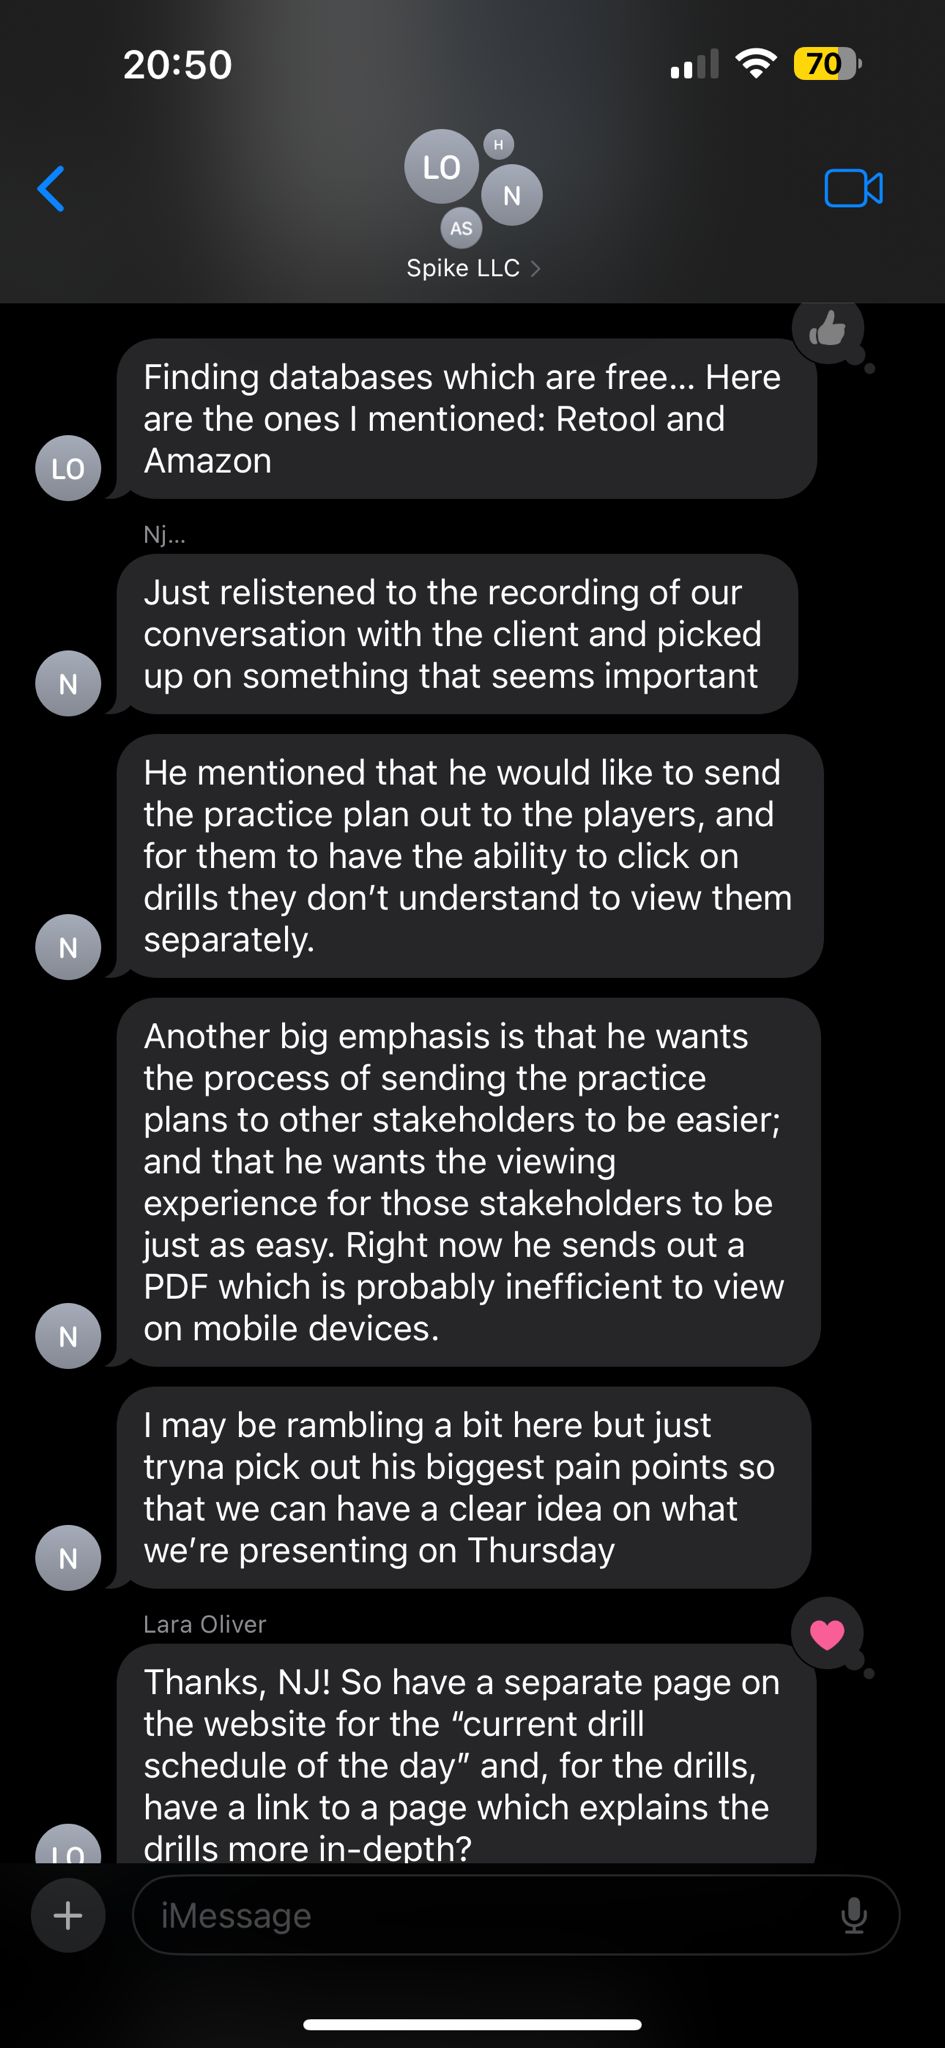 20:50
70
LO
H
N
AS
Spike LLC
Finding databases which are free... Here
are the ones I mentioned: Retool and
Amazon
LO
Nj...
Just relistened to the recording of our
conversation with the client and picked
up on something that seems important
N
He mentioned that he would like to send
the practice plan out to the players, and
for them to have the ability to click on
drills they don’t understand to view them
separately.
N
Another big emphasis is that he wants
the process of sending the practice
plans to other stakeholders to be easier;
and that he wants the viewing
experience for those stakeholders to be
just as easy. Right now he sends out a
PDF which is probably inefficient to view
on mobile devices.
N
I may be rambling a bit here but just
tryna pick out his biggest pain points so
that we can have a clear idea on what
we’re presenting on Thursday
N
Lara Oliver
Thanks, NJ! So have a separate page on
the website for the “current drill
schedule of the day” and, for the drills,
have a link to a page which explains the
drills more in-depth?
LO
iMessage